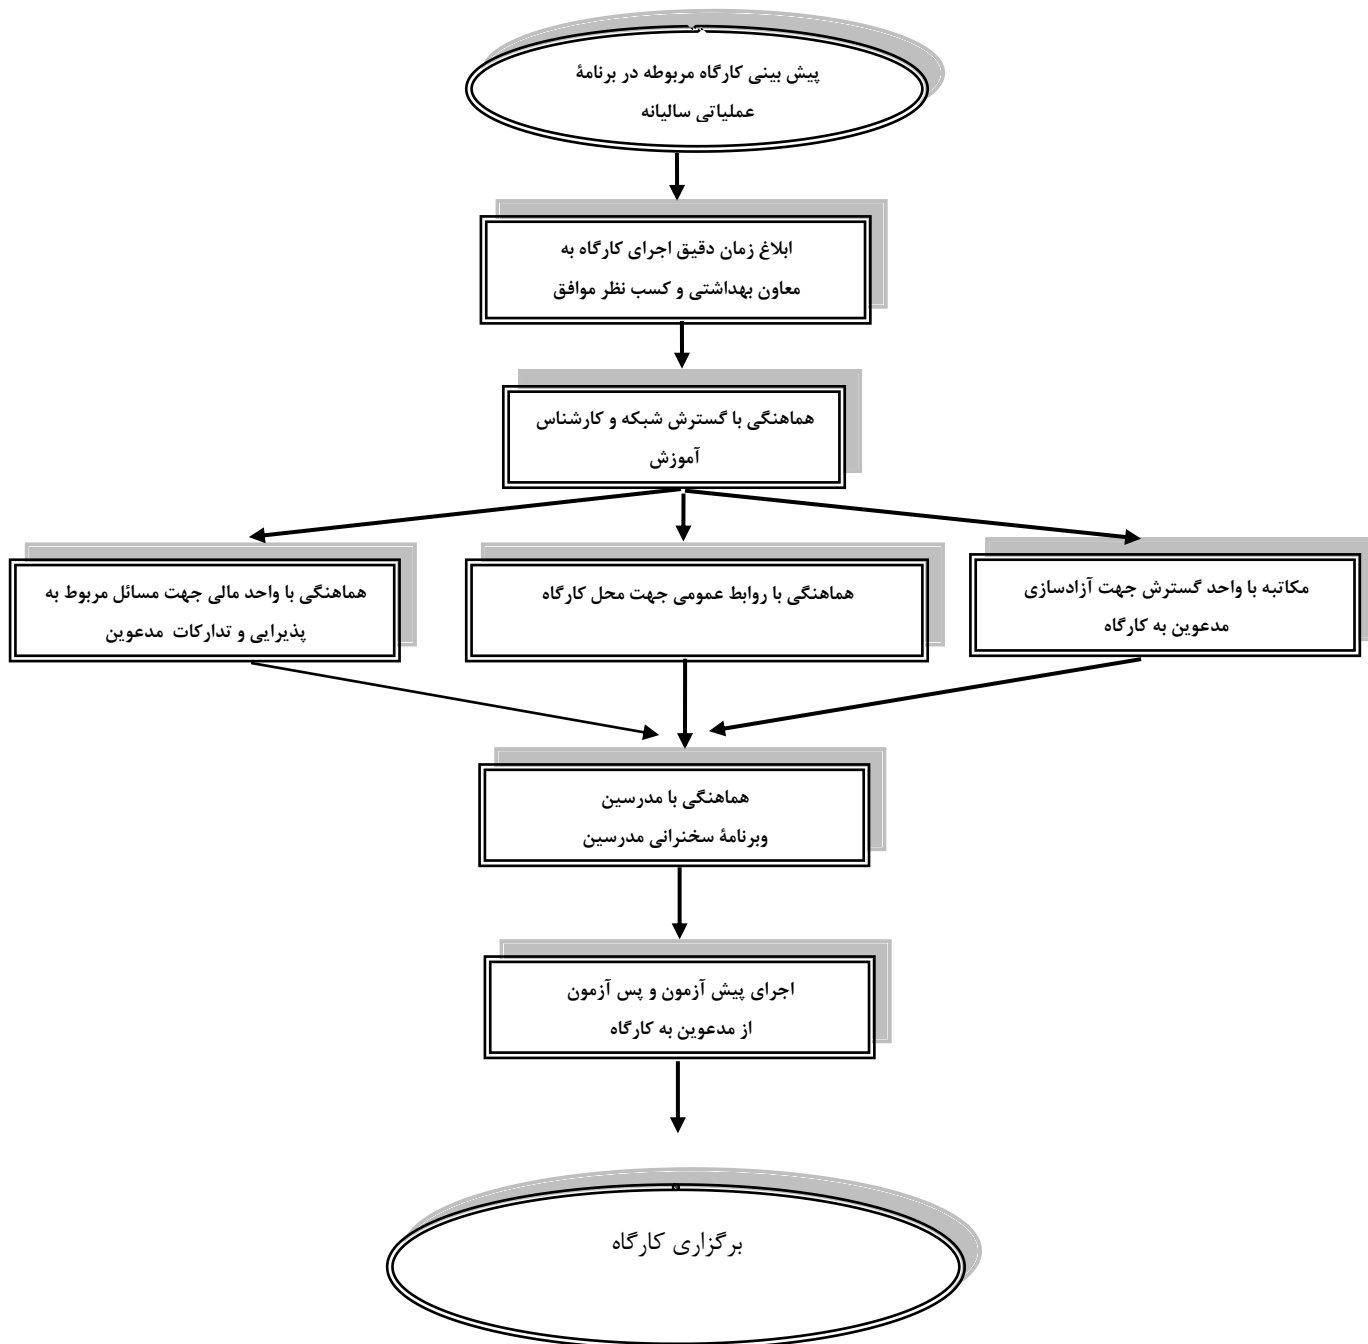 پیش بینی کارگاه مربوطه در برنامۀ
عملیاتی سالیانه
ابلاغ زمان دقیق اجرای کارگاه به
معاون بهداشتی و کسب نظر موافق
هماهنگی با گسترش شبکه و کارشناس
آموزش
مکاتبه با واحد گسترش جهت آزادسازی
مدعوین به کارگاه
هماهنگی با روابط عمومی جهت محل کارگاه
هماهنگی با واحد مالی جهت مسائل مربوط به
پذیرایی و تدارکات مدعوین
هماهنگی با مدرسین
وبرنامۀ سخنرانی مدرسین
اجرای پیش آزمون و پس آزمون
از مدعوین به کارگاه
برگزاری کارگاه